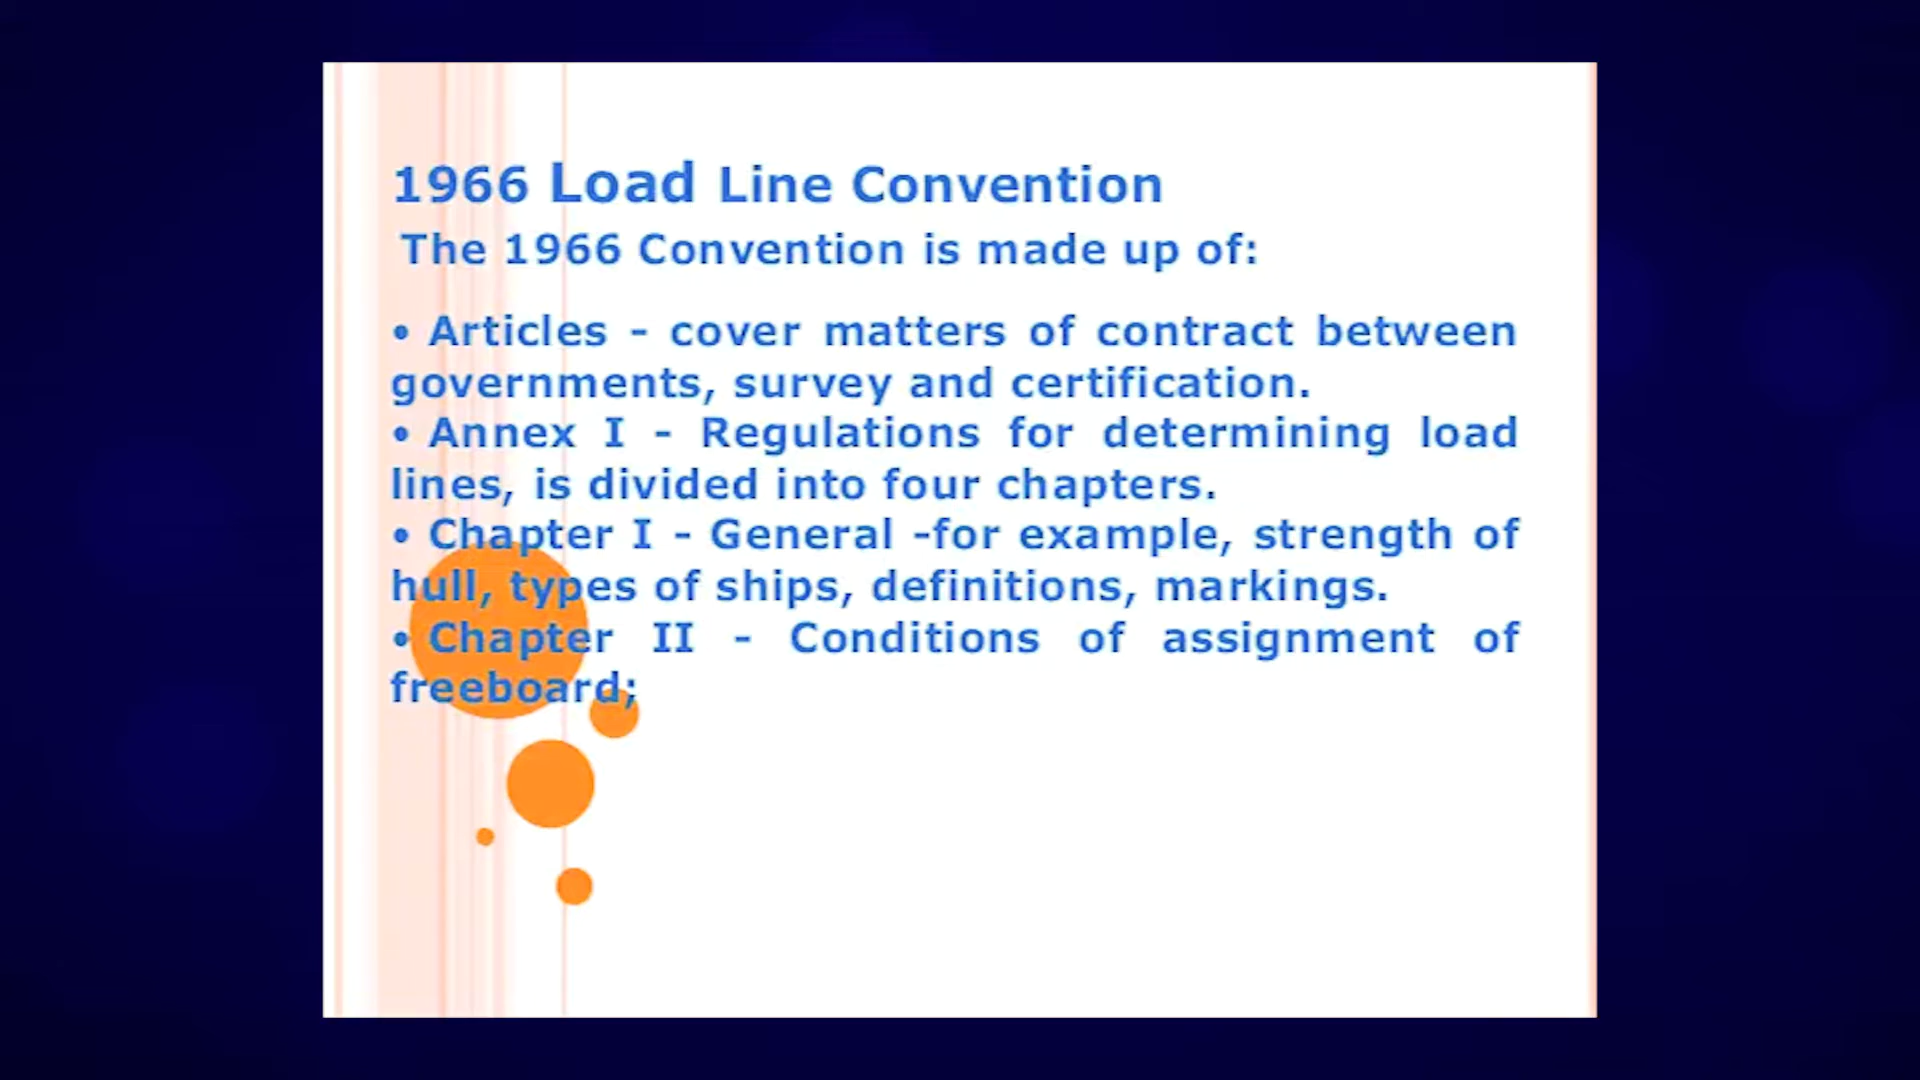 1966 Load Line Convention
The 1966 Convention is made up of:
• Articles - cover matters of contract between
governments, survey and certification.
• Annex I - Regulations for determining load
lines, is divided into four chapters.
• Chapter I - General -for example, strength of
hull, types of ships, definitions, markings.
• Chapter II - Conditions of assignment of
freeboard;